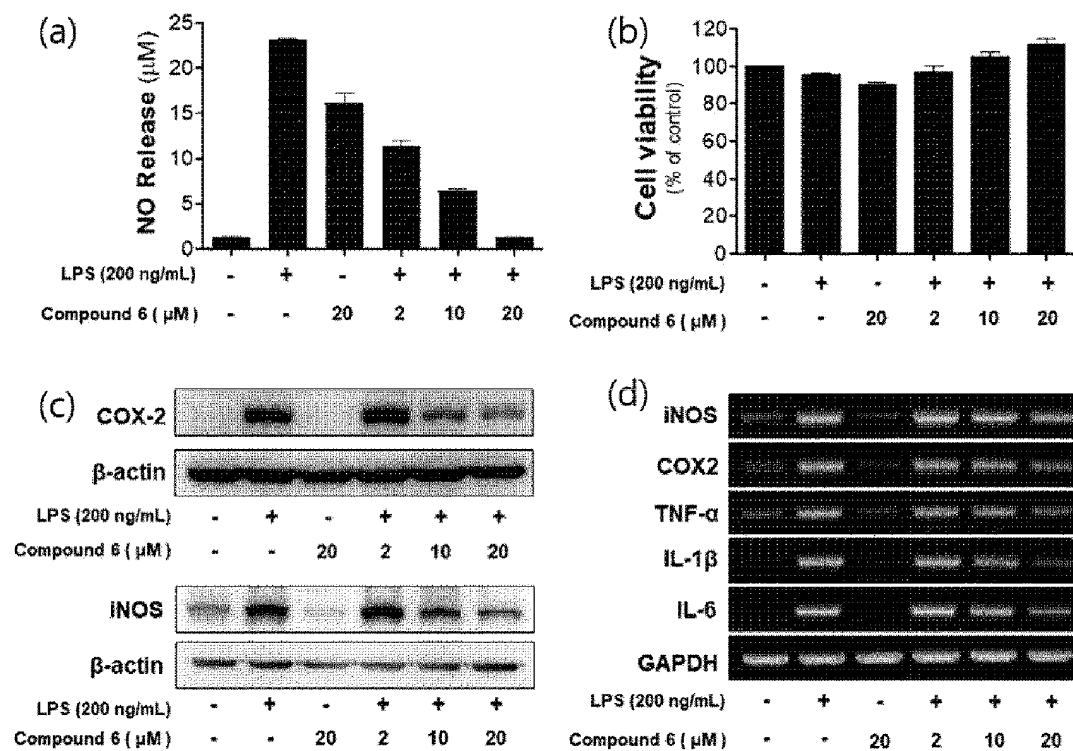 (a)
NO Release (μM)
25
20
15
10
5
0
LPS (200 ng/mL) - + - + + +
Compound 6 ( μM ) - - 20 2 10 20
(b)
Cell viability
(% of control)
120
100
80
60
40
20
0
LPS (200 ng/mL) - + - + + +
Compound 6 ( μM ) - - 20 2 10 20
(c)
COX-2
β-actin
LPS (200 ng/mL) - + - + + +
Compound 6 ( μM ) - - 20 2 10 20
iNOS
β-actin
LPS (200 ng/mL) - + - + + +
Compound 6 ( μM ) - - 20 2 10 20
(d)
iNOS
COX2
TNF-α
IL-1β
IL-6
GAPDH
LPS (200 ng/mL) - + - + + +
Compound 6 ( μM ) - - 20 2 10 20